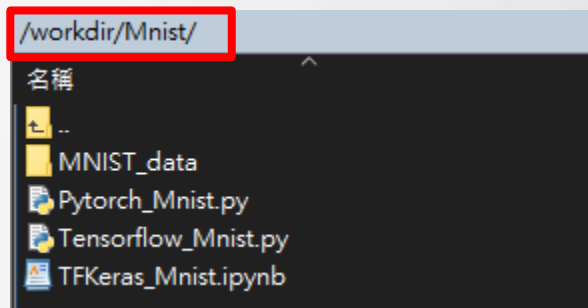 /workdir/Mnist/
名稱
..
MNIST_data
Pytorch_Mnist.py
Tensorflow_Mnist.py
TFKeras_Mnist.ipynb